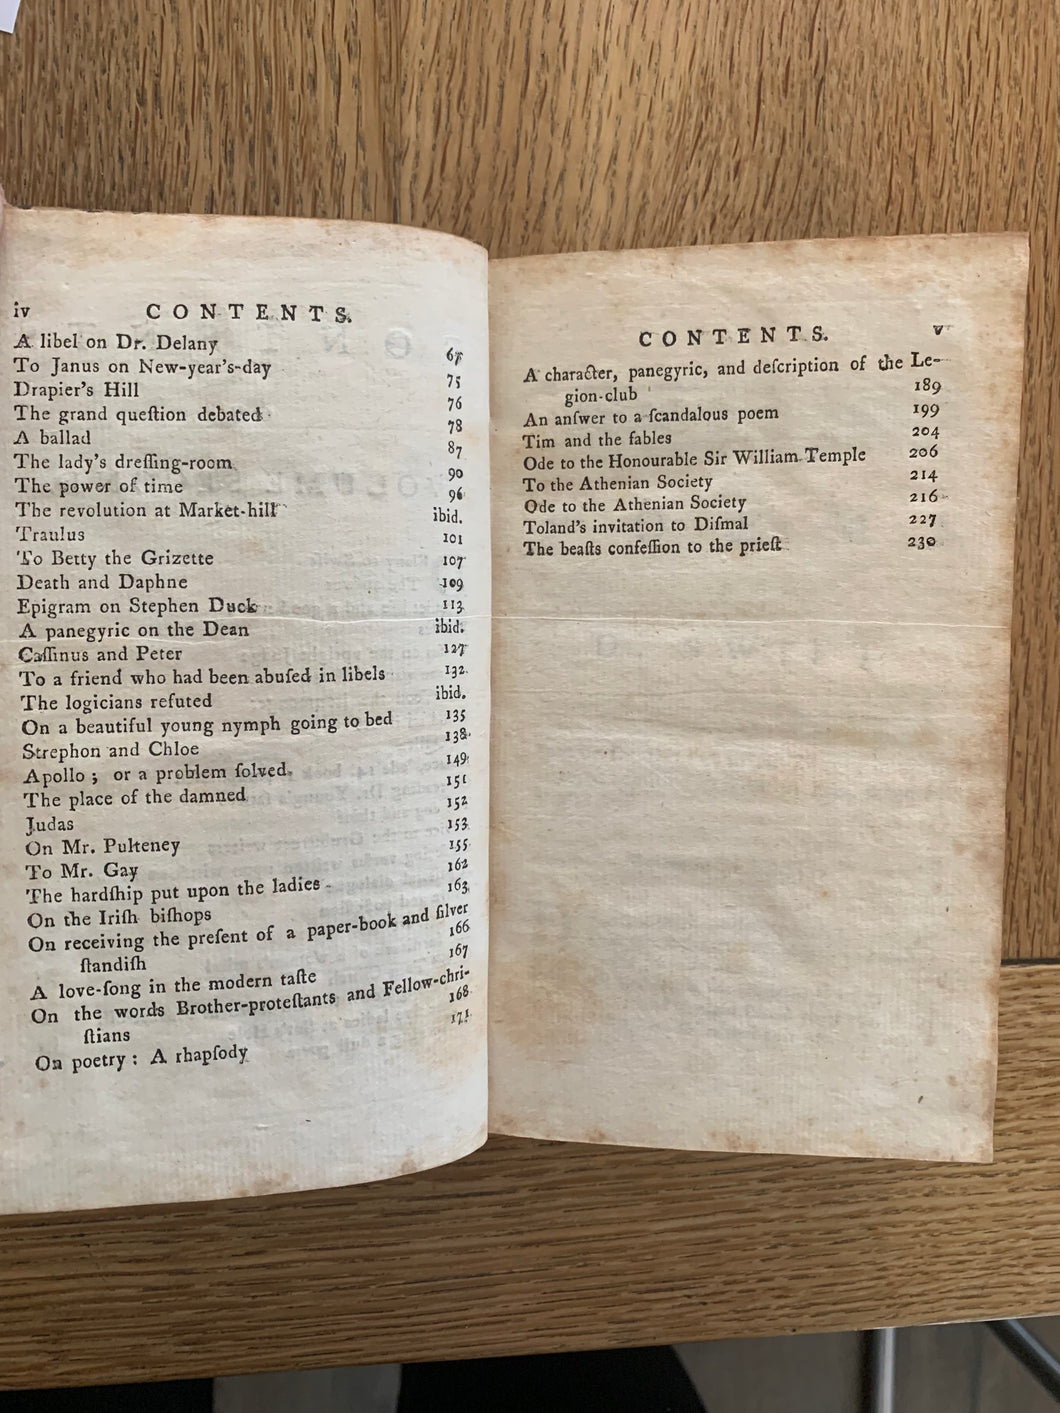 iv CONTENTS.
A libel on Dr. Delany 67
To Janus on New-year's-day 75
Drapier's Hill 76
The grand queſtion debated 78
A ballad 87
The lady's dreſſing-room 90
The power of time 96
The revolution at Market-hill ibid.
Traulus 101
To Betty the Grizette 107
Death and Daphne 109
Epigram on Stephen Duck 113
A panegyric on the Dean ibid.
Caſſinus and Peter 127
To a friend who had been abuſed in libels 132
The logicians refuted ibid.
On a beautiful young nymph going to bed 135
Strephon and Chloe 138
Apollo ; or a problem ſolved. 149
The place of the damned 151
Judas 152
On Mr. Pulteney 153
To Mr. Gay 155
The hardſhip put upon the ladies 162
On the Iriſh biſhops 163
On receiving the preſent of a paper-book and ſilver
ſtandiſh 166
A love-ſong in the modern taſte 167
On the words Brother-proteſtants and Fellow-chri-
ſtians 168
On poetry : A rhapſody 171
CONTENTS. v
A character, panegyric, and deſcription of the Le-
gion-club 189
An anſwer to a ſcandalous poem 199
Tim and the fables 204
Ode to the Honourable Sir William Temple 206
To the Athenian Society 214
Ode to the Athenian Society 216
Toland's invitation to Diſmal 227
The beaſts confeſſion to the prieſt 230